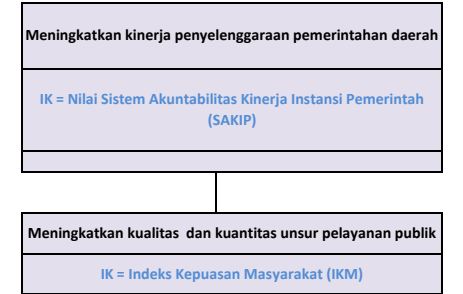 Meningkatkan kinerja penyelenggaraan pemerintahan daerah
IK = Nilai Sistem Akuntabilitas Kinerja Instansi Pemerintah
(SAKIP)
Meningkatkan kualitas dan kuantitas unsur pelayanan publik
IK = Indeks Kepuasan Masyarakat (IKM)